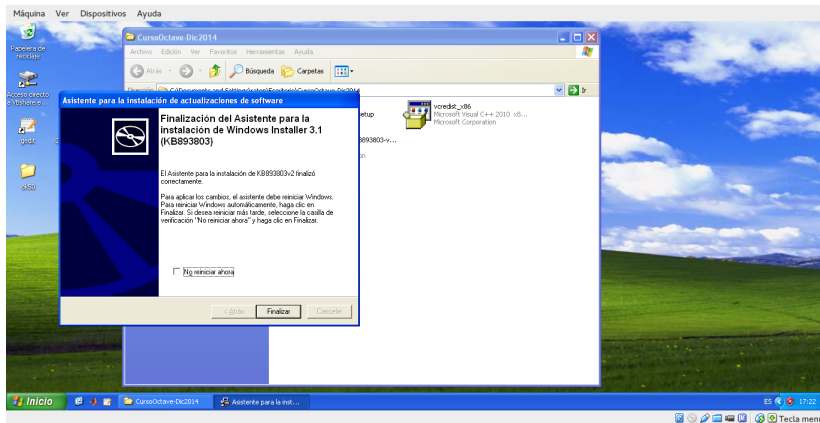 Máquina Ver Dispositivos Ayuda
Papelera de
reciclaje
Acceso directo
a VBshare e...
gedit
CursoOctave-Dic2014
Archivo Edición Ver Favoritos Herramientas Ayuda
Atrás Búsqueda Carpetas
Ir
etup
vcredist_x86
Microsoft Visual C++ 2010 x8...
Microsoft Corporation
893803-v...
on
Asistente para la instalación de actualizaciones de software
Finalización del Asistente para la
instalación de Windows Installer 3.1
(KB893803)
El Asistente para la instalación de KB893803v2 finalizó
correctamente.
Para aplicar los cambios, el asistente debe reiniciar Windows.
Para reiniciar Windows automáticamente, haga clic en
Finalizar. Si desea reiniciar más tarde, seleccione la casilla de
verificación "No reiniciar ahora" y haga clic en Finalizar.
No reiniciar ahora
< Atrás Finalizar Cancelar
Inicio CursoOctave-Dic2014 Asistente para la inst... ES 17:22
Tecla menú